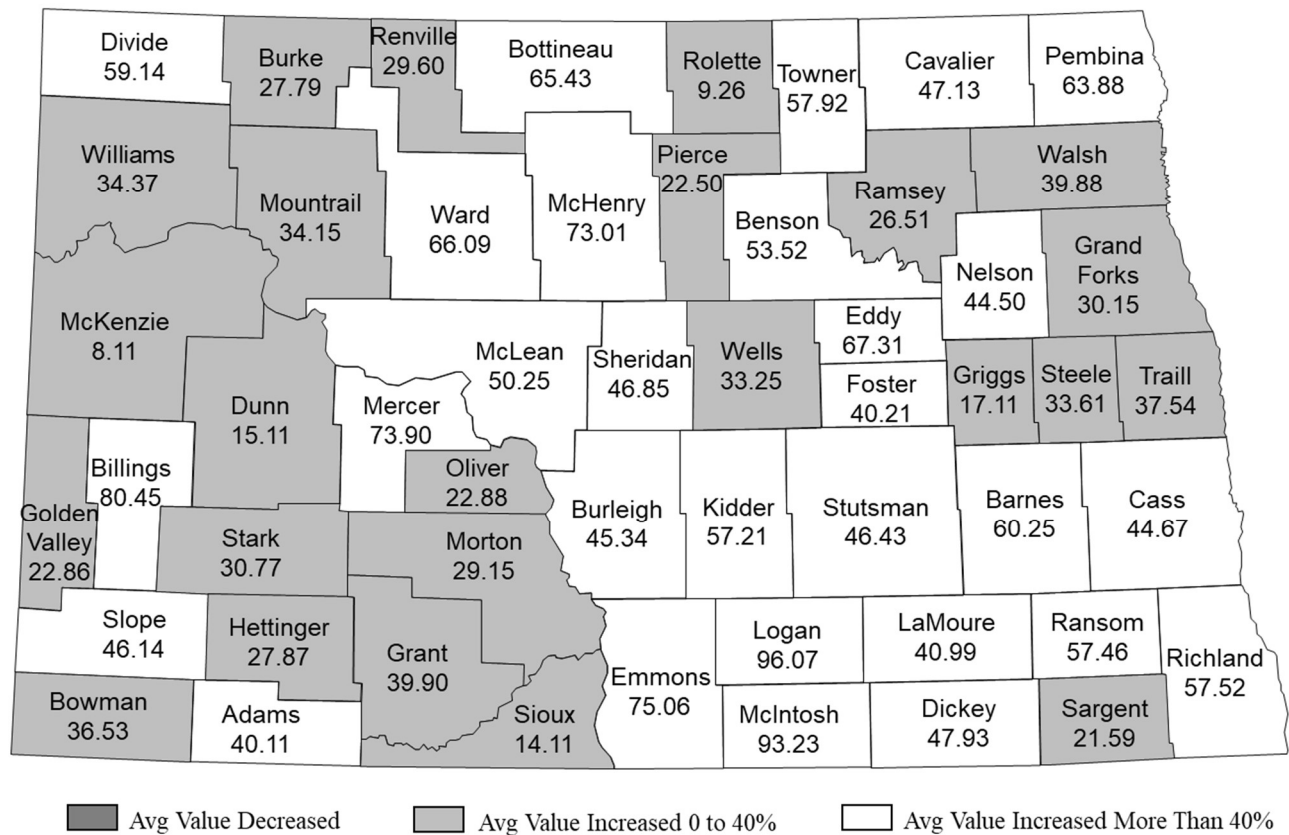 Divide
59.14
Burke
27.79
Renville
29.60
Bottineau
65.43
Rolette
9.26
Towner
57.92
Cavalier
47.13
Pembina
63.88
Williams
34.37
Mountrail
34.15
Ward
66.09
McHenry
73.01
Pierce
22.50
Benson
53.52
Ramsey
26.51
Walsh
39.88
Nelson
44.50
Grand
Forks
30.15
McKenzie
8.11
Dunn
15.11
McLean
50.25
Mercer
73.90
Sheridan
46.85
Wells
33.25
Eddy
67.31
Foster
40.21
Griggs
17.11
Steele
33.61
Traill
37.54
Golden
Valley
22.86
Billings
80.45
Stark
30.77
Oliver
22.88
Morton
29.15
Burleigh
45.34
Kidder
57.21
Stutsman
46.43
Barnes
60.25
Cass
44.67
Slope
46.14
Hettinger
27.87
Grant
39.90
Bowman
36.53
Adams
40.11
Sioux
14.11
Emmons
75.06
Logan
96.07
McIntosh
93.23
LaMoure
40.99
Dickey
47.93
Ransom
57.46
Sargent
21.59
Richland
57.52
Avg Value Decreased
Avg Value Increased 0 to 40%
Avg Value Increased More Than 40%